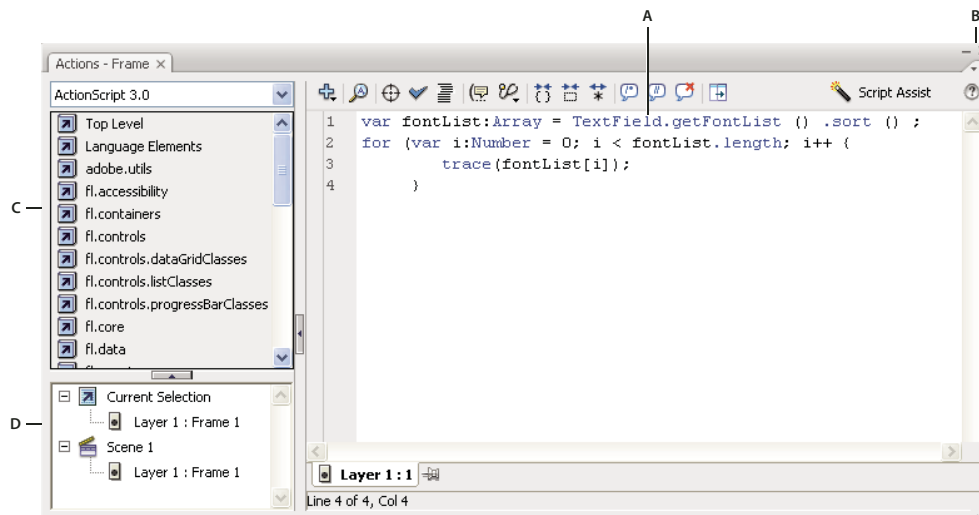 A
B
Actions - Frame
ActionScript 3.0
Script Assist
Top Level
Language Elements
adobe.utils
fl.accessibility
fl.containers
fl.controls
fl.controls.dataGridClasses
fl.controls.listClasses
fl.controls.progressBarClasses
fl.core
fl.data
C
1 var fontList:Array = TextField.getFontList () .sort () ;
2 for (var i:Number = 0; i < fontList.length; i++ {
3 trace(fontList[i]);
4 }
D
Current Selection
Layer 1 : Frame 1
Scene 1
Layer 1 : Frame 1
Layer 1 : 1
Line 4 of 4, Col 4